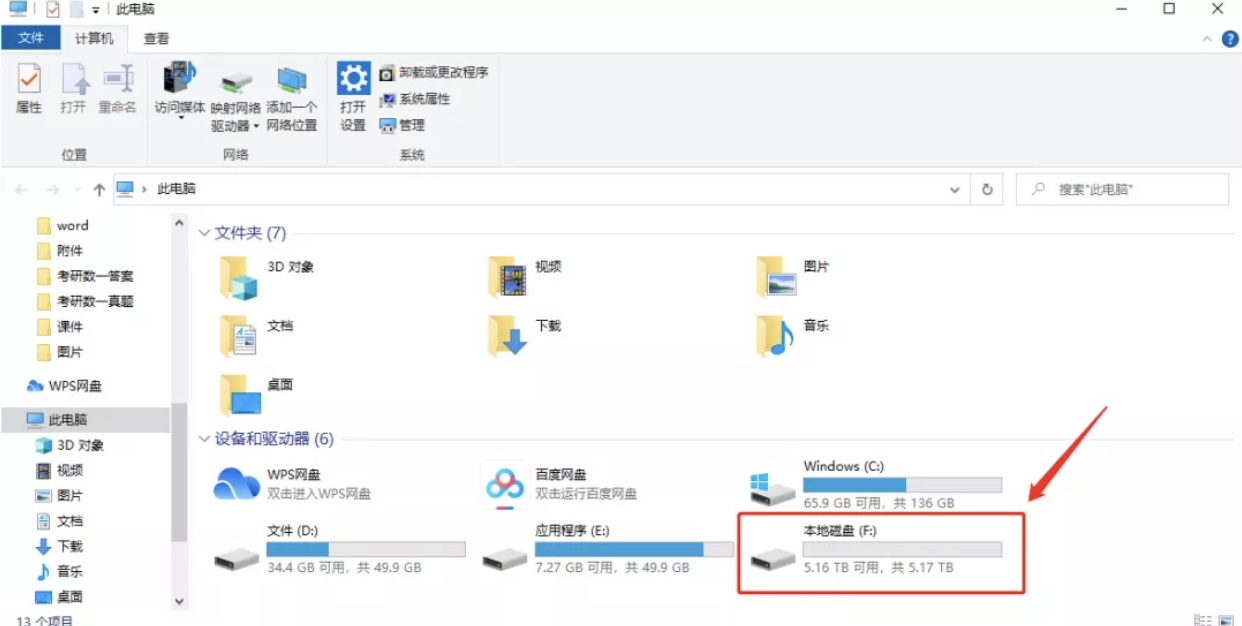 此电脑
文件 计算机 查看
属性 打开 重命名 访问媒体 映射网络驱动器 添加一个网络位置 打开设置 卸载或更改程序
系统属性
管理
位置 网络 系统
此电脑 搜索"此电脑"
word
附件
考研数一答案
考研数一真题
课件
图片
WPS网盘
此电脑
3D 对象
视频
图片
文档
下载
音乐
桌面
文件夹 (7)
3D 对象 视频 图片
文档 下载 音乐
桌面
设备和驱动器 (6)
WPS网盘
双击进入WPS网盘
百度网盘
双击运行百度网盘
Windows (C:)
65.9 GB 可用，共 136 GB
文件 (D:)
34.4 GB 可用，共 49.9 GB
应用程序 (E:)
7.27 GB 可用，共 49.9 GB
本地磁盘 (F:)
5.16 TB 可用，共 5.17 TB
13 个项目